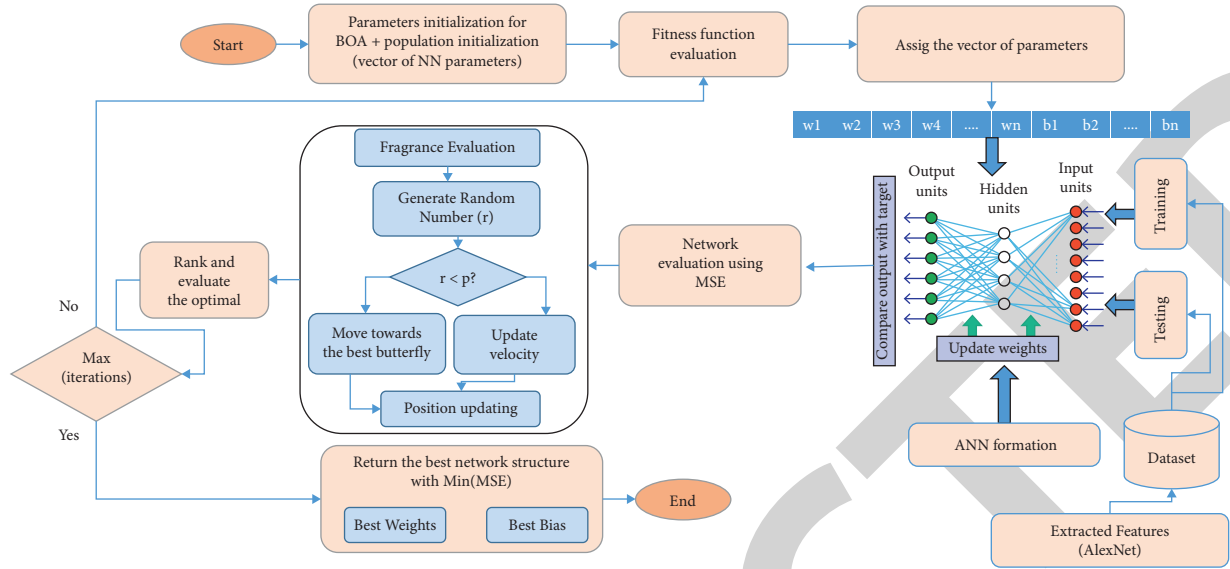 Start
Parameters initialization for
BOA + population initialization
(vector of NN parameters)
Fitness function
evaluation
Assig the vector of parameters
w1 w2 w3 w4 .... wn b1 b2 .... bn
Compare output with target
Output
units
Hidden
units
Input
units
Training
Testing
Update weights
ANN formation
Dataset
Extracted Features
(AlexNet)
Network
evaluation using
MSE
Fragrance Evaluation
Generate Random
Number (r)
r < p?
Move towards
the best butterfly
Update
velocity
Position updating
Rank and
evaluate
the optimal
No
Max
(iterations)
Yes
Return the best network structure
with Min(MSE)
Best Weights
Best Bias
End